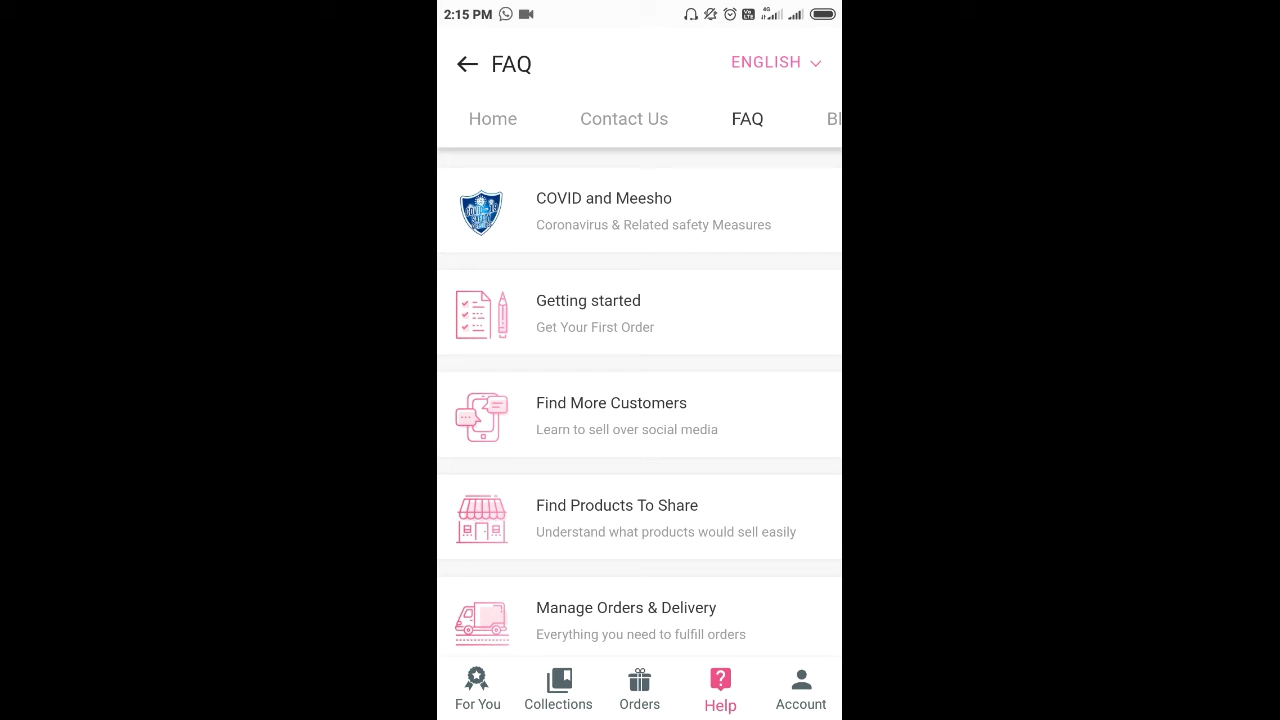 2:15 PM
FAQ
ENGLISH
Home Contact Us FAQ Bl
COVID and Meesho
Coronavirus & Related safety Measures
Getting started
Get Your First Order
Find More Customers
Learn to sell over social media
Find Products To Share
Understand what products would sell easily
Manage Orders & Delivery
Everything you need to fulfill orders
For You Collections Orders Help Account